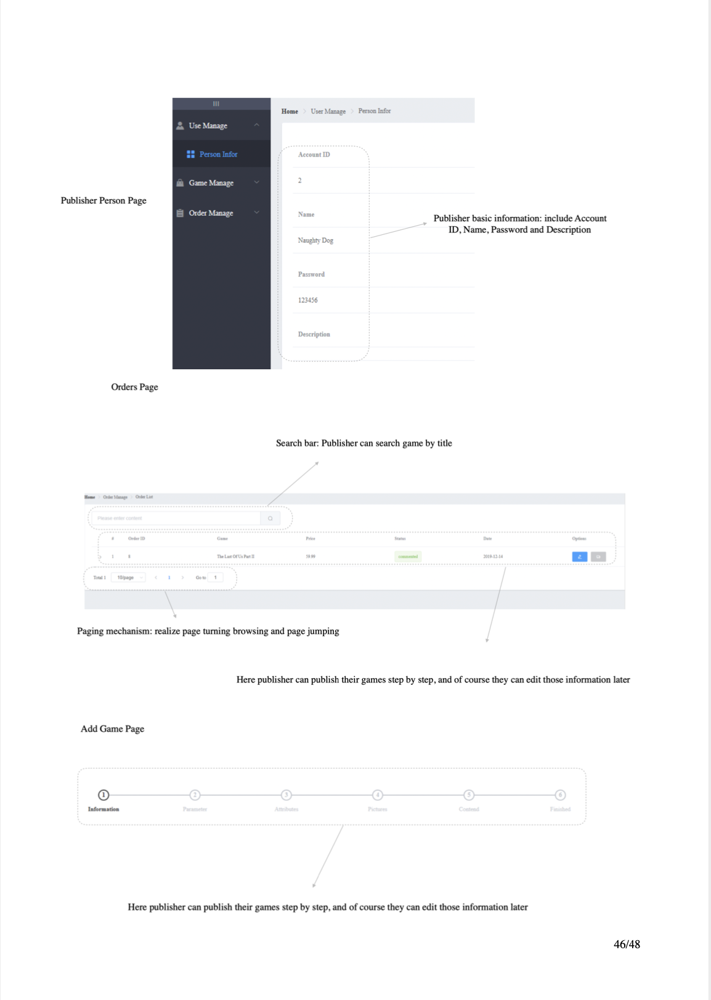 Home > User Manage > Person Infor
Use Manage
Person Infor
Game Manage
Order Manage
Publisher Person Page
Account ID
2
Name
Naughty Dog
Password
123456
Description
Publisher basic information: include Account
ID, Name, Password and Description
Orders Page
Search bar: Publisher can search game by title
Home Order Manage Order List
Please enter content
# Order ID Game Price Status Date Options
1 8 The Last Of Us Part II 59.99 commented 2019-12-14
Total 1 10/page < 1 > Go to 1
Paging mechanism: realize page turning browsing and page jumping
Here publisher can publish their games step by step, and of course they can edit those information later
Add Game Page
1 2 3 4 5 6
Information Parameter Attributes Pictures Contend Finished
Here publisher can publish their games step by step, and of course they can edit those information later
46/48